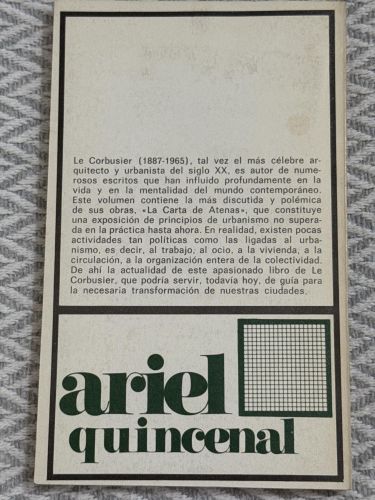 Le Corbusier (1887-1965), tal vez el más célebre ar-
quitecto y urbanista del siglo XX, es autor de nume-
rosos escritos que han influido profundamente en la
vida y en la mentalidad del mundo contemporáneo.
Este volumen contiene la más discutida y polémica
de sus obras, «La Carta de Atenas», que constituye
una exposición de principios de urbanismo no supera-
da en la práctica hasta ahora. En realidad, existen pocas
actividades tan políticas como las ligadas al urba-
nismo, es decir, al trabajo, al ocio, a la vivienda, a la
circulación, a la organización entera de la colectividad.
De ahí la actualidad de este apasionado libro de Le
Corbusier, que podría servir, todavía hoy, de guía para
la necesaria transformación de nuestras ciudades.
ariel
quincenal